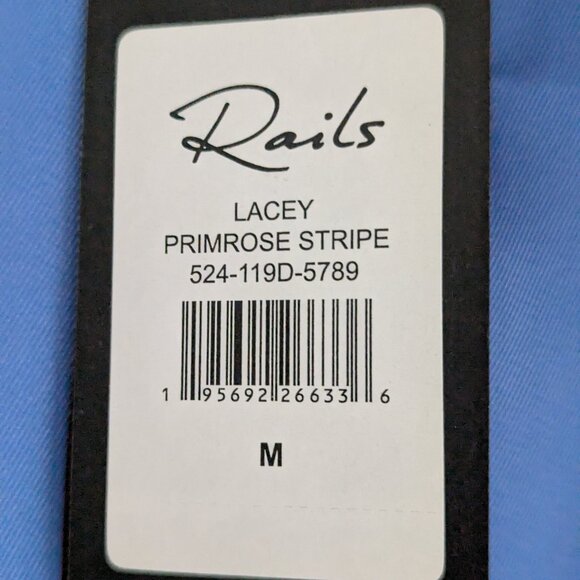 Rails
LACEY
PRIMROSE STRIPE
524-119D-5789
1 95692 26633 6
M